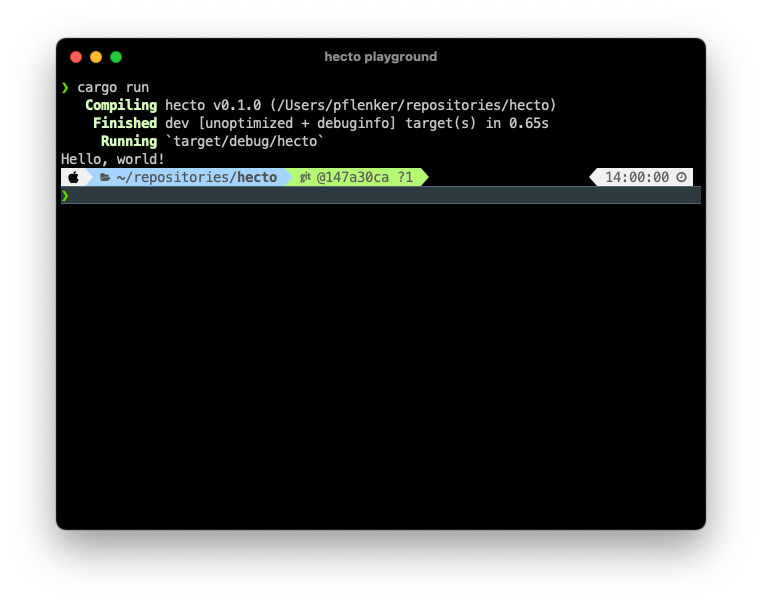 hecto playground
❯ cargo run
Compiling hecto v0.1.0 (/Users/pflenker/repositories/hecto)
Finished dev [unoptimized + debuginfo] target(s) in 0.65s
Running `target/debug/hecto`
Hello, world!
~/repositories/hecto git @147a30ca ?1 14:00:00
❯